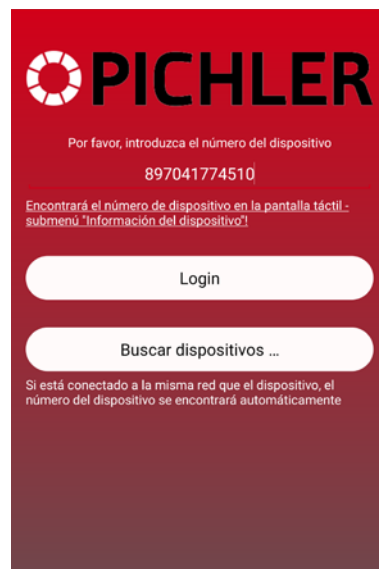 PICHLER
Por favor, introduzca el número del dispositivo
897041774510
Encontrará el número de dispositivo en la pantalla táctil -
submenú "Información del dispositivo"!
Login
Buscar dispositivos ...
Si está conectado a la misma red que el dispositivo, el
número del dispositivo se encontrará automáticamente